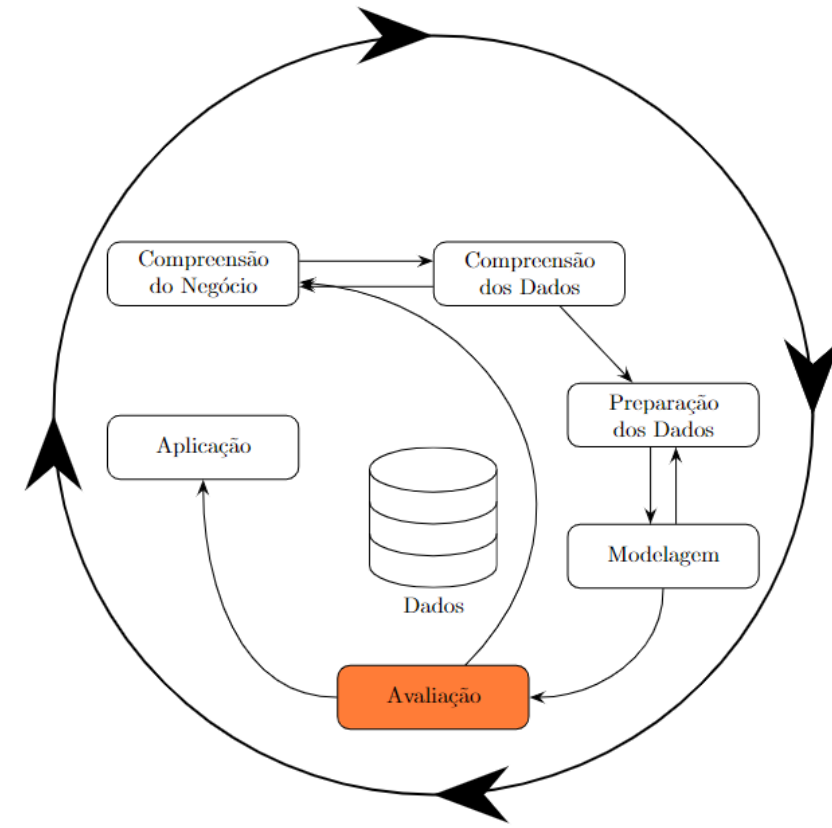 Compreensão
do Negócio
Compreensão
dos Dados
Preparação
dos Dados
Aplicação
Modelagem
Dados
Avaliação